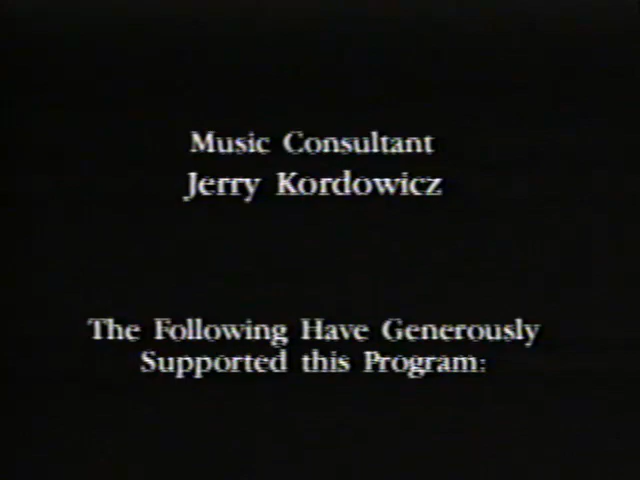 Music Consultant
Jerry Kordowicz
The Following Have Generously
Supported this Program: